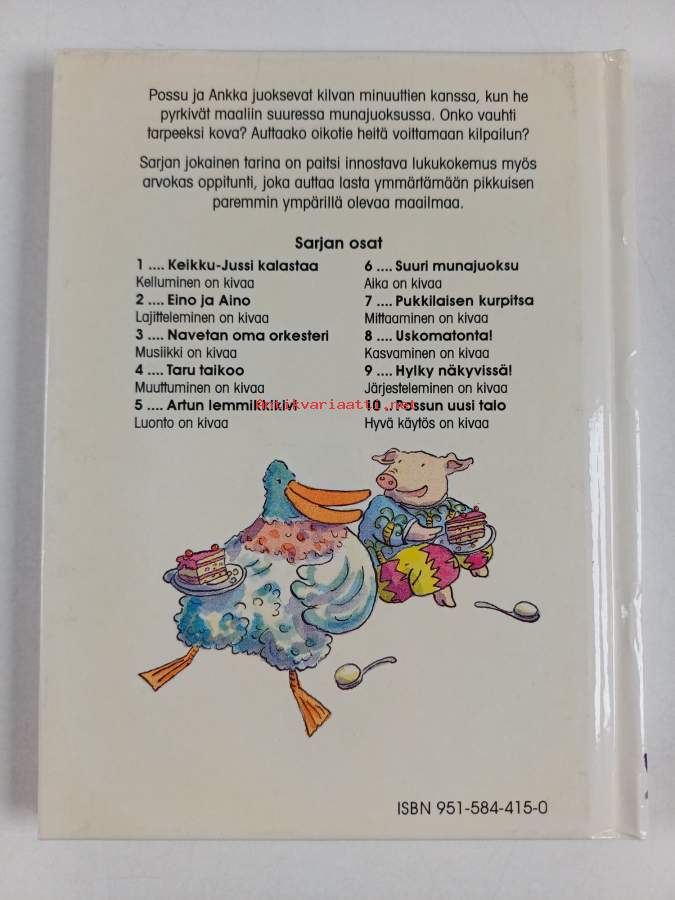 Possu ja Ankka juoksevat kilvan minuuttien kanssa, kun he
pyrkivät maaliin suuressa munajuoksussa. Onko vauhti
tarpeeksi kova? Auttaako oikotie heitä voittamaan kilpailun?
Sarjan jokainen tarina on paitsi innostava lukukokemus myös
arvokas oppitunti, joka auttaa lasta ymmärtämään pikkuisen
paremmin ympärillä olevaa maailmaa.
Sarjan osat
1 .... Keikku-Jussi kalastaa
Kelluminen on kivaa
2 .... Eino ja Aino
Lajitteleminen on kivaa
3 .... Navetan oma orkesteri
Musiikki on kivaa
4 .... Taru taikoo
Muuttuminen on kivaa
5 .... Artun lemmikkikivi
Luonto on kivaa
6 .... Suuri munajuoksu
Aika on kivaa
7 .... Pukkilaisen kurpitsa
Mittaaminen on kivaa
8 .... Uskomatonta!
Kasvaminen on kivaa
9 .... Hylky näkyvissä!
Järjesteleminen on kivaa
10 .. Possun uusi talo
Hyvä käytös on kivaa
Antikvariaatti.net
ISBN 951-584-415-0